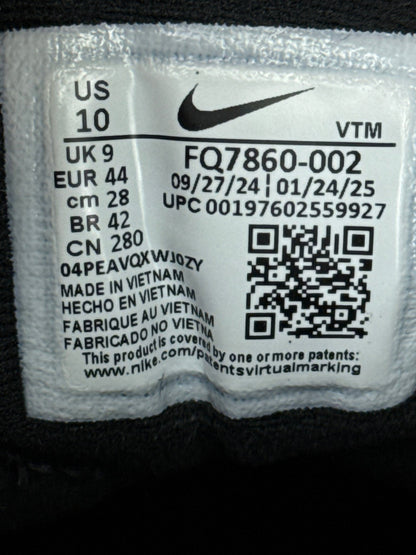 US
10
VTM
UK 9
EUR 44
cm 28
BR 42
CN 280
FQ7860-002
09/27/24 | 01/24/25
UPC 00197602559927
04PEAVQXWJ0ZY
MADE IN VIETNAM
HECHO EN VIETNAM
FABRIQUE AU VIETNAM
FABRICADO NO VIETNA
This product is covered by one or more patents:
www.nike.com/patentsvirtualmarking